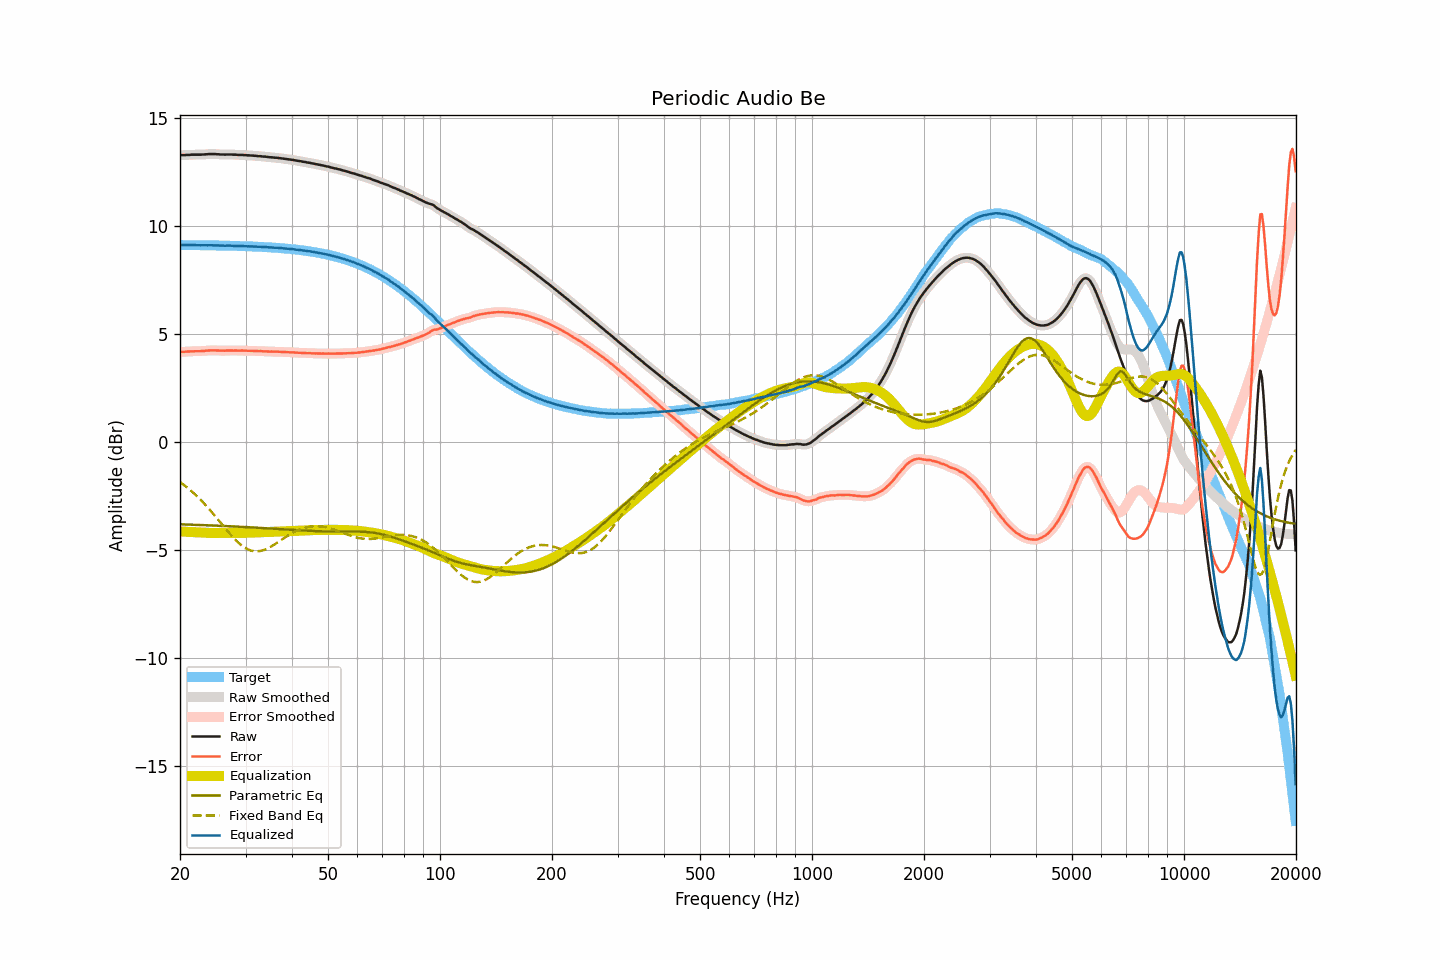 Periodic Audio Be
15
10
5
0
−5
−10
−15
Amplitude (dBr)
Target
Raw Smoothed
Error Smoothed
Raw
Error
Equalization
Parametric Eq
Fixed Band Eq
Equalized
20 50 100 200 500 1000 2000 5000 10000 20000
Frequency (Hz)